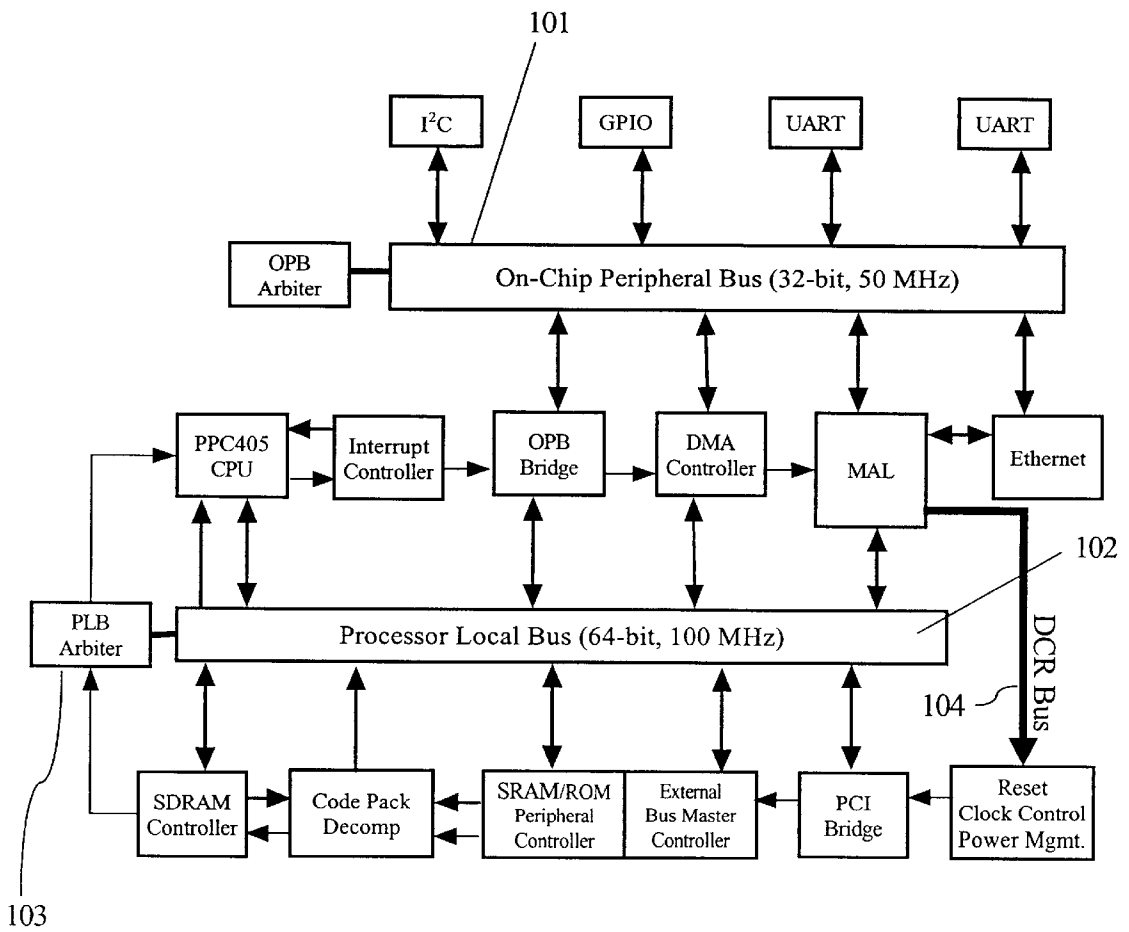 101
I²C
GPIO
UART
UART
OPB
Arbiter
On-Chip Peripheral Bus (32-bit, 50 MHz)
PPC405
CPU
Interrupt
Controller
OPB
Bridge
DMA
Controller
MAL
Ethernet
102
PLB
Arbiter
Processor Local Bus (64-bit, 100 MHz)
DCR Bus
104
SDRAM
Controller
Code Pack
Decomp
SRAM/ROM
Peripheral
Controller
External
Bus Master
Controller
PCI
Bridge
Reset
Clock Control
Power Mgmt.
103